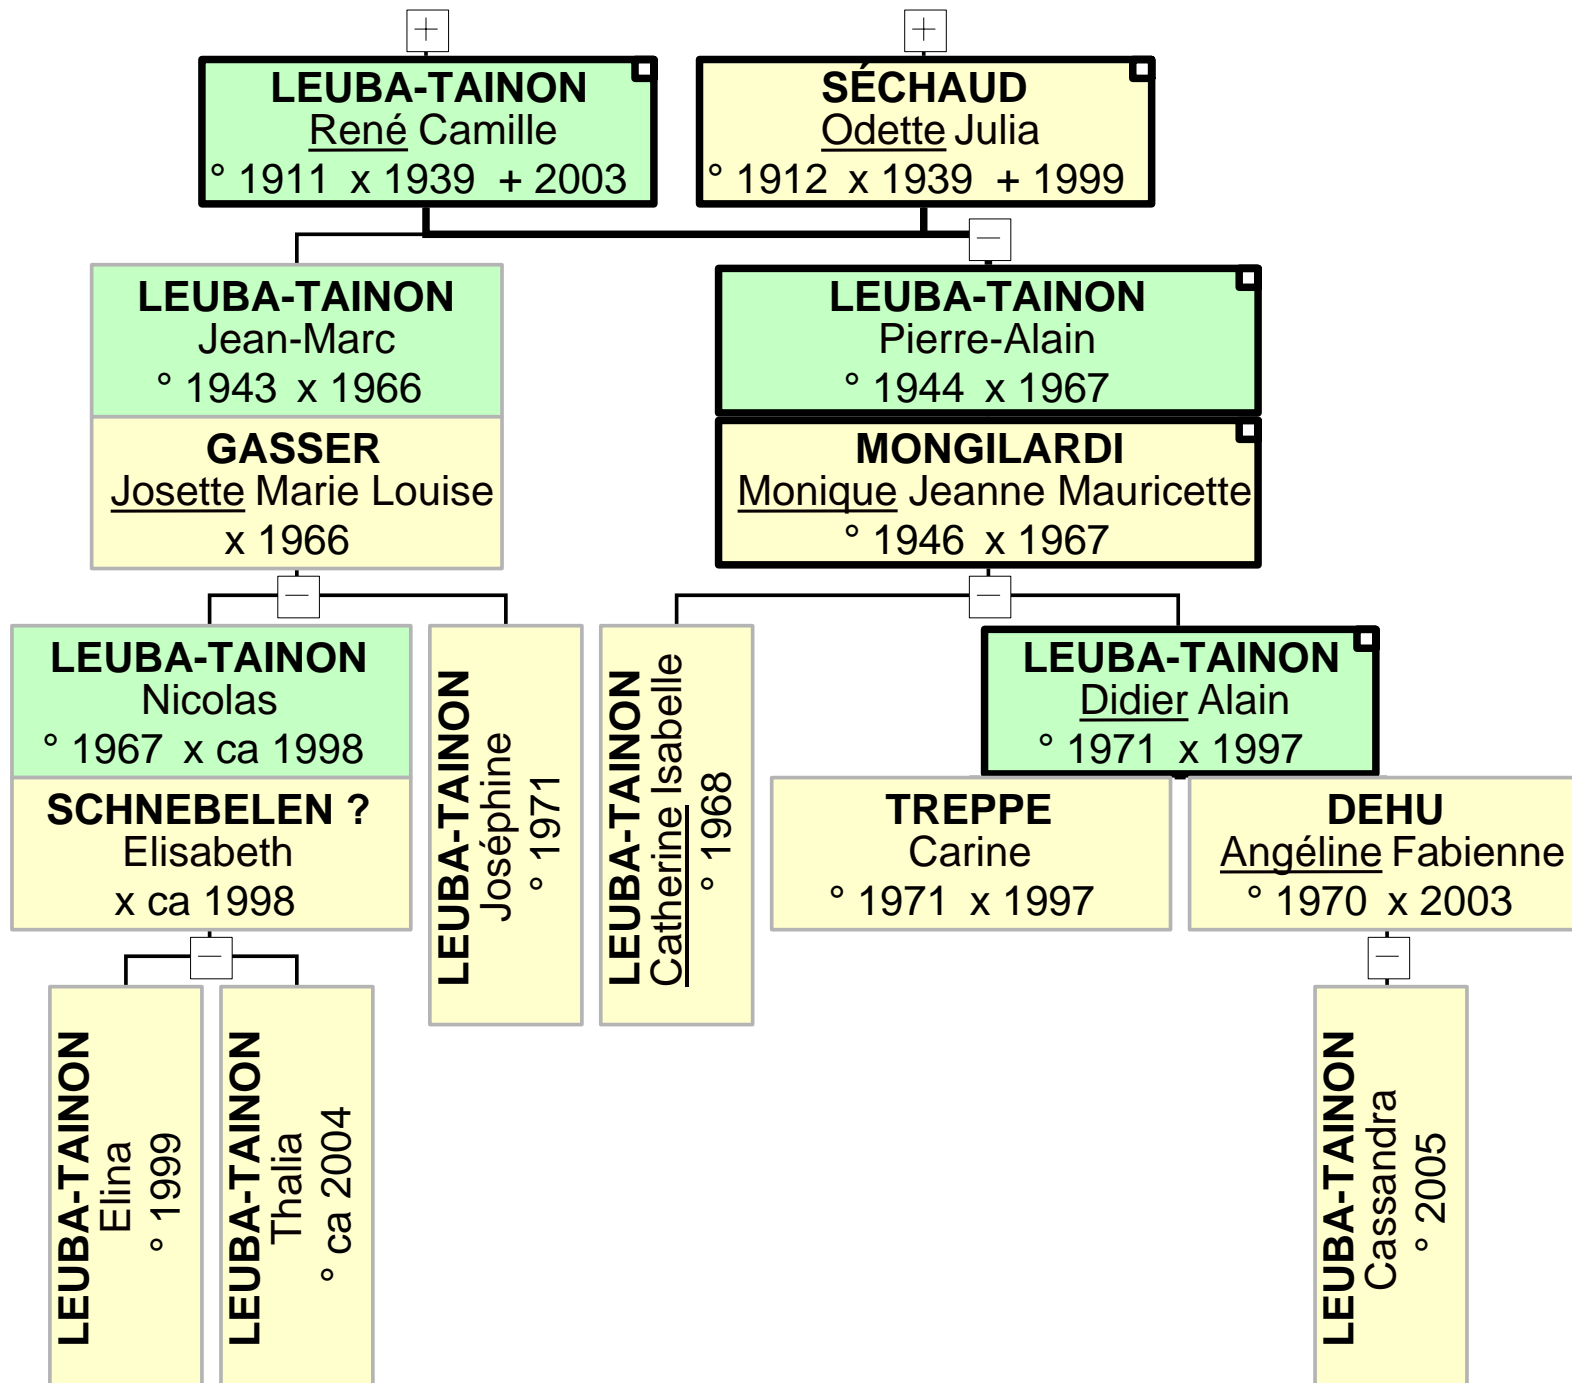 LEUBA-TAINON
René Camille
° 1911 x 1939 + 2003
SÉCHAUD
Odette Julia
° 1912 x 1939 + 1999
LEUBA-TAINON
Jean-Marc
° 1943 x 1966
GASSER
Josette Marie Louise
x 1966
LEUBA-TAINON
Pierre-Alain
° 1944 x 1967
MONGILARDI
Monique Jeanne Mauricette
° 1946 x 1967
LEUBA-TAINON
Nicolas
° 1967 x ca 1998
SCHNEBELEN ?
Elisabeth
x ca 1998
LEUBA-TAINON
Joséphine
° 1971
LEUBA-TAINON
Catherine Isabelle
° 1968
LEUBA-TAINON
Didier Alain
° 1971 x 1997
TREPPE
Carine
° 1971 x 1997
DEHU
Angéline Fabienne
° 1970 x 2003
LEUBA-TAINON
Elina
° 1999
LEUBA-TAINON
Thalia
° ca 2004
LEUBA-TAINON
Cassandra
° 2005